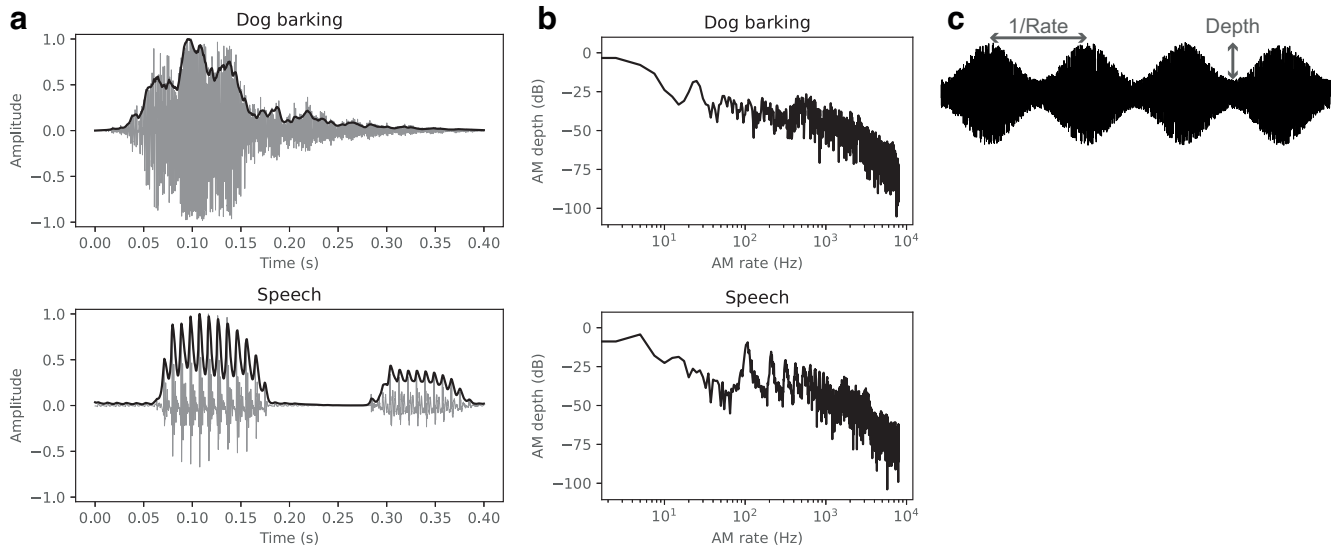 a
Dog barking
1.0
0.5
0.0
−0.5
−1.0
Amplitude
0.00 0.05 0.10 0.15 0.20 0.25 0.30 0.35 0.40
Time (s)
Speech
1.0
0.5
0.0
−0.5
−1.0
Amplitude
0.00 0.05 0.10 0.15 0.20 0.25 0.30 0.35 0.40
Time (s)
b
Dog barking
0
−25
−50
−75
−100
AM depth (dB)
10¹ 10² 10³ 10⁴
AM rate (Hz)
Speech
0
−25
−50
−75
−100
AM depth (dB)
10¹ 10² 10³ 10⁴
AM rate (Hz)
c
1/Rate
Depth